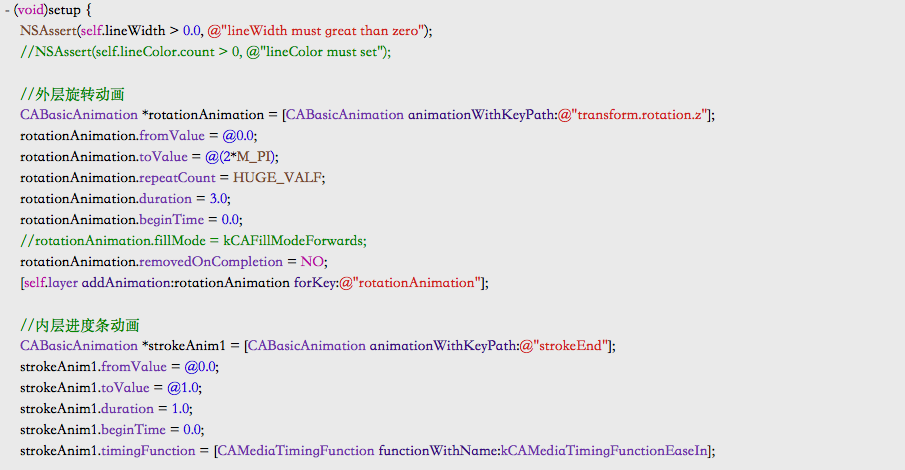 - (void)setup {
NSAssert(self.lineWidth > 0.0, @"lineWidth must great than zero");
//NSAssert(self.lineColor.count > 0, @"lineColor must set");
//外层旋转动画
CABasicAnimation *rotationAnimation = [CABasicAnimation animationWithKeyPath:@"transform.rotation.z"];
rotationAnimation.fromValue = @0.0;
rotationAnimation.toValue = @(2*M_PI);
rotationAnimation.repeatCount = HUGE_VALF;
rotationAnimation.duration = 3.0;
rotationAnimation.beginTime = 0.0;
//rotationAnimation.fillMode = kCAFillModeForwards;
rotationAnimation.removedOnCompletion = NO;
[self.layer addAnimation:rotationAnimation forKey:@"rotationAnimation"];
//内层进度条动画
CABasicAnimation *strokeAnim1 = [CABasicAnimation animationWithKeyPath:@"strokeEnd"];
strokeAnim1.fromValue = @0.0;
strokeAnim1.toValue = @1.0;
strokeAnim1.duration = 1.0;
strokeAnim1.beginTime = 0.0;
strokeAnim1.timingFunction = [CAMediaTimingFunction functionWithName:kCAMediaTimingFunctionEaseIn];